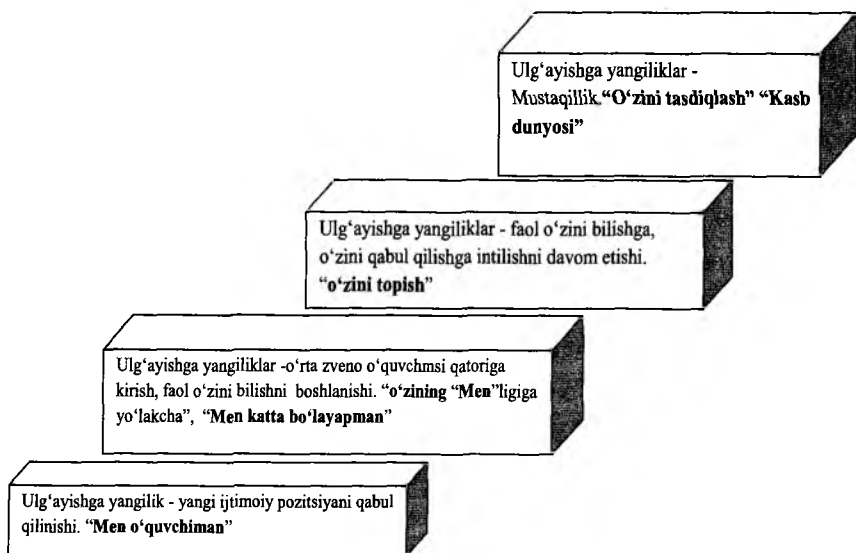 Ulg‘ayishga yangiliklar -
Mustaqillik.“O‘zini tasdiqlash” “Kasb
dunyosi”
Ulg‘ayishga yangiliklar - faol o‘zini bilishga,
o‘zini qabul qilishga intilishni davom etishi.
“o‘zini topish”
Ulg‘ayishga yangiliklar -o‘rta zveno o‘quvchmsi qatoriga
kirish, faol o‘zini bilishni boshlanishi. “o‘zining “Men”ligiga
yo‘lakcha”, “Men katta bo‘layapman”
Ulg‘ayishga yangilik - yangi ijtimoiy pozitsiyani qabul
qilinishi. “Men o‘quvchiman”